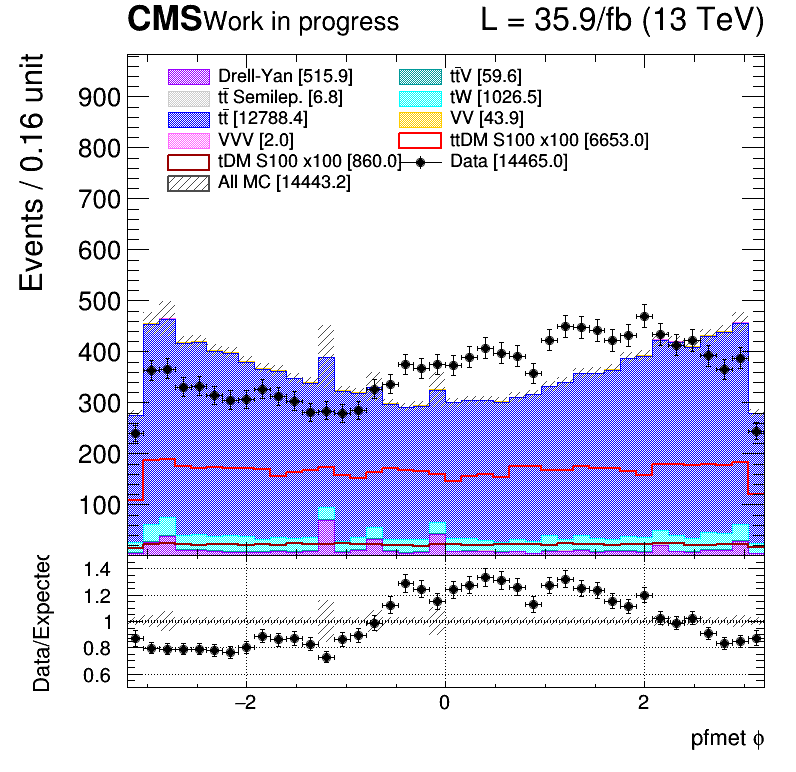 CMS Work in progress L = 35.9/fb (13 TeV)
Events / 0.16 unit
900
800
700
600
500
400
300
200
100
Drell-Yan [515.9] tt̄V [59.6]
tt̄ Semilep. [6.8] tW [1026.5]
tt̄ [12788.4] VV [43.9]
VVV [2.0] ttDM S100 x100 [6653.0]
tDM S100 x100 [860.0] Data [14465.0]
All MC [14443.2]
Data/Expected
1.4
1.2
1
0.8
0.6
−2 0 2
pfmet ϕ